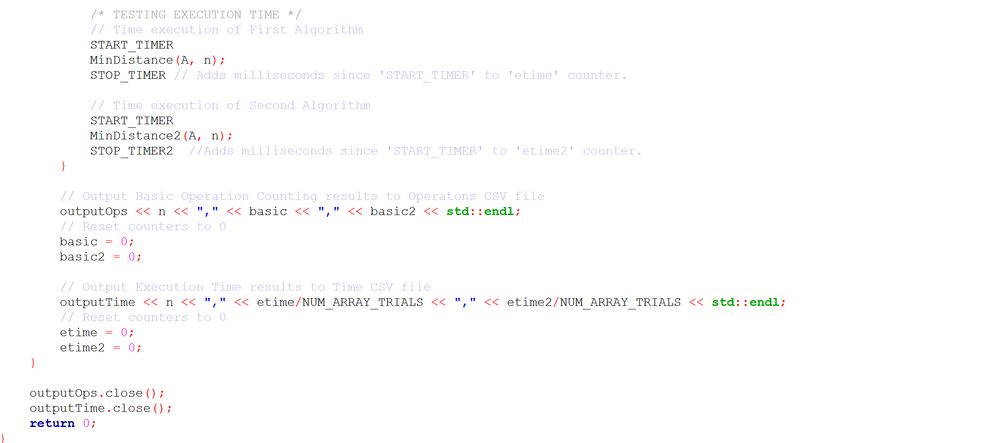 /* TESTING EXECUTION TIME */
// Time execution of First Algorithm
START_TIMER
MinDistance(A, n);
STOP_TIMER // Adds milliseconds since 'START_TIMER' to 'etime' counter.
// Time execution of Second Algorithm
START_TIMER
MinDistance2(A, n);
STOP_TIMER2  //Adds milliseconds since 'START_TIMER' to 'etime2' counter.
}
// Output Basic Operation Counting results to Operatons CSV file
outputOps << n << "," << basic << "," << basic2 << std::endl;
// Reset counters to 0
basic = 0;
basic2 = 0;
// Output Execution Time results to Time CSV file
outputTime << n << "," << etime/NUM_ARRAY_TRIALS << "," << etime2/NUM_ARRAY_TRIALS << std::endl;
// Reset counters to 0
etime = 0;
etime2 = 0;
}
outputOps.close();
outputTime.close();
return 0;
}